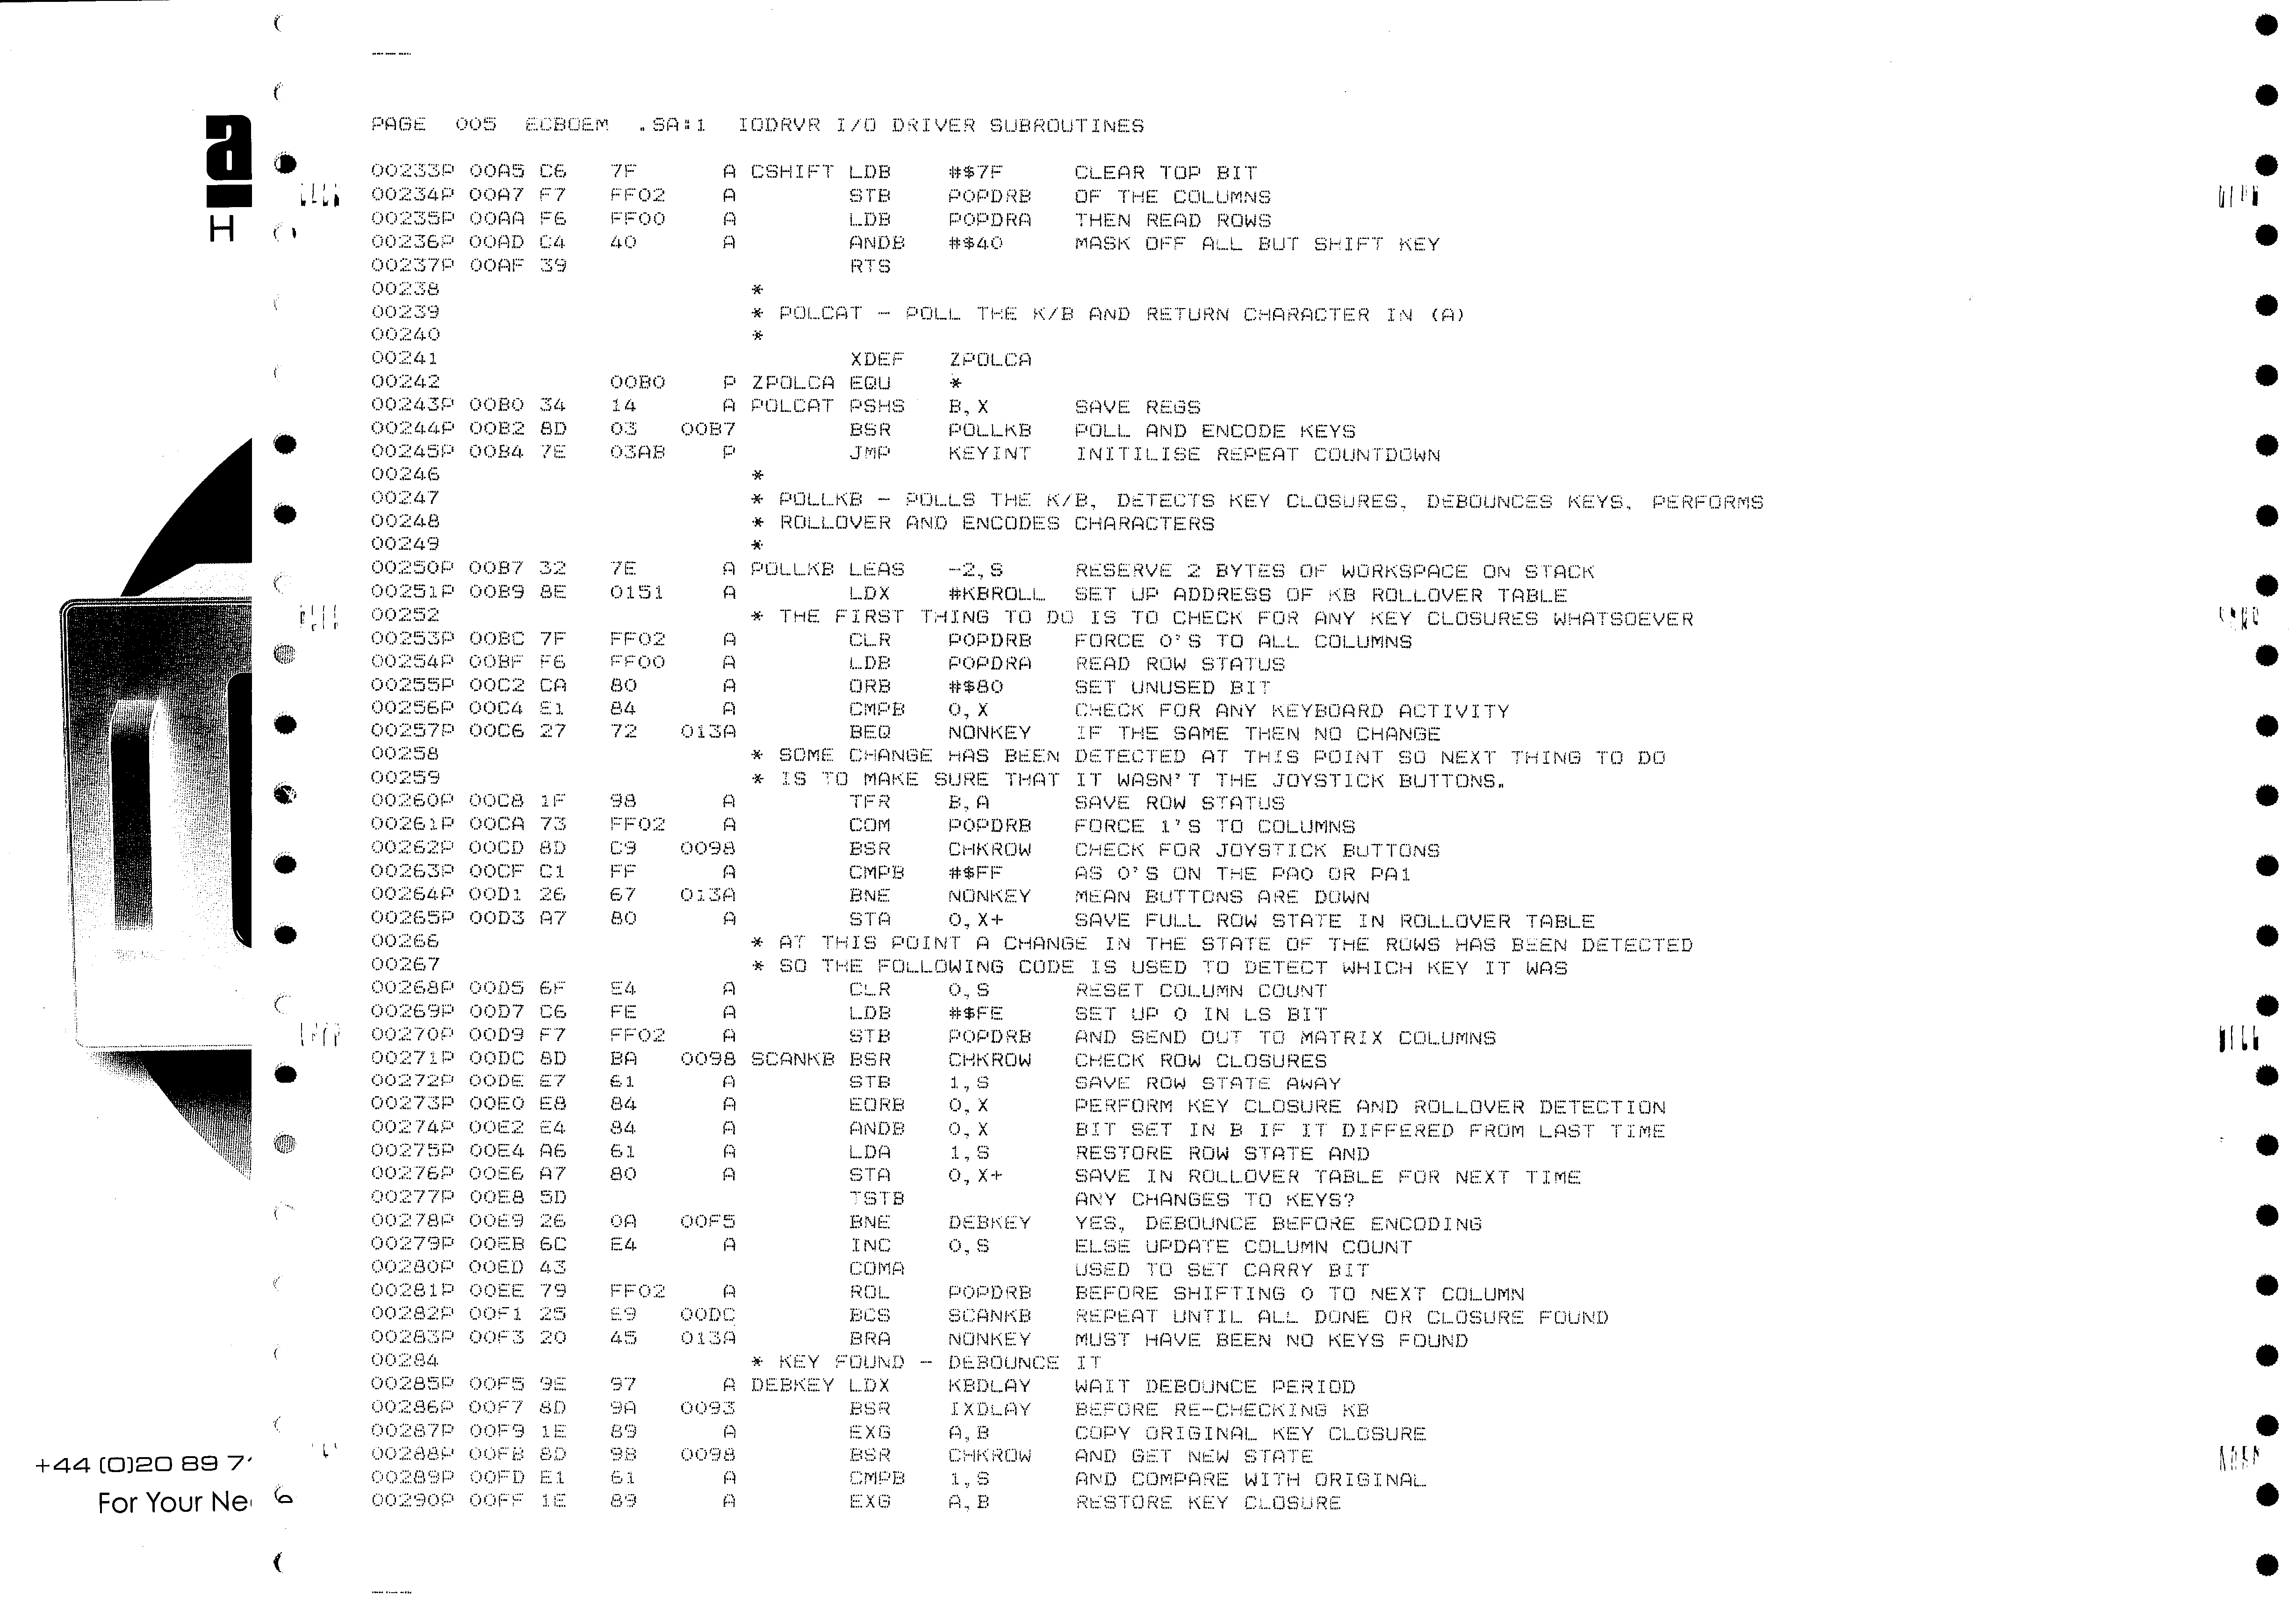 PAGE  005  ECBOEM  .SA:1  IODRVR I/O DRIVER SUBROUTINES
00233P 00A5 C6 7F A CSHIFT LDB #$7F CLEAR TOP BIT
00234P 00A7 F7 FF02 A STB POPDRB OF THE COLUMNS
00235P 00AA F6 FF00 A LDB POPDRA THEN READ ROWS
00236P 00AD C4 40 A ANDB #$40 MASK OFF ALL BUT SHIFT KEY
00237P 00AF 39 RTS
00238 *
00239 * POLCAT - POLL THE K/B AND RETURN CHARACTER IN (A)
00240 *
00241 XDEF ZPOLCA
00242 00B0 P ZPOLCA EQU *
00243P 00B0 34 14 A POLCAT PSHS B,X SAVE REGS
00244P 00B2 8D 03 00B7 BSR POLLKB POLL AND ENCODE KEYS
00245P 00B4 7E 03AB P JMP KEYINT INITILISE REPEAT COUNTDOWN
00246 *
00247 * POLLKB - POLLS THE K/B, DETECTS KEY CLOSURES, DEBOUNCES KEYS, PERFORMS
00248 * ROLLOVER AND ENCODES CHARACTERS
00249 *
00250P 00B7 32 7E A POLLKB LEAS -2,S RESERVE 2 BYTES OF WORKSPACE ON STACK
00251P 00B9 8E 0151 A LDX #KBROLL SET UP ADDRESS OF KB ROLLOVER TABLE
00252 * THE FIRST THING TO DO IS TO CHECK FOR ANY KEY CLOSURES WHATSOEVER
00253P 00BC 7F FF02 A CLR POPDRB FORCE 0'S TO ALL COLUMNS
00254P 00BF F6 FF00 A LDB POPDRA READ ROW STATUS
00255P 00C2 CA 80 A ORB #$80 SET UNUSED BIT
00256P 00C4 E1 84 A CMPB 0,X CHECK FOR ANY KEYBOARD ACTIVITY
00257P 00C6 27 72 013A BEQ NONKEY IF THE SAME THEN NO CHANGE
00258 * SOME CHANGE HAS BEEN DETECTED AT THIS POINT SO NEXT THING TO DO
00259 * IS TO MAKE SURE THAT IT WASN'T THE JOYSTICK BUTTONS.
00260P 00C8 1F 98 A TFR B,A SAVE ROW STATUS
00261P 00CA 73 FF02 A COM POPDRB FORCE 1'S TO COLUMNS
00262P 00CD 8D C9 0098 BSR CHKROW CHECK FOR JOYSTICK BUTTONS
00263P 00CF C1 FF A CMPB #$FF AS 0'S ON THE PA0 OR PA1
00264P 00D1 26 67 013A BNE NONKEY MEAN BUTTONS ARE DOWN
00265P 00D3 A7 80 A STA 0,X+ SAVE FULL ROW STATE IN ROLLOVER TABLE
00266 * AT THIS POINT A CHANGE IN THE STATE OF THE ROWS HAS BEEN DETECTED
00267 * SO THE FOLLOWING CODE IS USED TO DETECT WHICH KEY IT WAS
00268P 00D5 6F E4 A CLR 0,S RESET COLUMN COUNT
00269P 00D7 C6 FE A LDB #$FE SET UP 0 IN LS BIT
00270P 00D9 F7 FF02 A STB POPDRB AND SEND OUT TO MATRIX COLUMNS
00271P 00DC 8D BA 0098 SCANKB BSR CHKROW CHECK ROW CLOSURES
00272P 00DE E7 61 A STB 1,S SAVE ROW STATE AWAY
00273P 00E0 E8 84 A EORB 0,X PERFORM KEY CLOSURE AND ROLLOVER DETECTION
00274P 00E2 E4 84 A ANDB 0,X BIT SET IN B IF IT DIFFERED FROM LAST TIME
00275P 00E4 A6 61 A LDA 1,S RESTORE ROW STATE AND
00276P 00E6 A7 80 A STA 0,X+ SAVE IN ROLLOVER TABLE FOR NEXT TIME
00277P 00E8 5D TSTB ANY CHANGES TO KEYS?
00278P 00E9 26 0A 00F5 BNE DEBKEY YES, DEBOUNCE BEFORE ENCODING
00279P 00EB 6C E4 A INC 0,S ELSE UPDATE COLUMN COUNT
00280P 00ED 43 COMA USED TO SET CARRY BIT
00281P 00EE 79 FF02 A ROL POPDRB BEFORE SHIFTING 0 TO NEXT COLUMN
00282P 00F1 25 E9 00DC BCS SCANKB REPEAT UNTIL ALL DONE OR CLOSURE FOUND
00283P 00F3 20 45 013A BRA NONKEY MUST HAVE BEEN NO KEYS FOUND
00284 * KEY FOUND - DEBOUNCE IT
00285P 00F5 9E 97 A DEBKEY LDX KBDLAY WAIT DEBOUNCE PERIOD
00286P 00F7 8D 9A 0093 BSR IXDLAY BEFORE RE-CHECKING KB
00287P 00F9 1E 89 A EXG A,B COPY ORIGINAL KEY CLOSURE
00288P 00FB 8D 98 0098 BSR CHKROW AND GET NEW STATE
00289P 00FD E1 61 A CMPB 1,S AND COMPARE WITH ORIGINAL
00290P 00FF 1E 89 A EXG A,B RESTORE KEY CLOSURE
a
H
+44 (0)20 89 7
For Your Ne
6